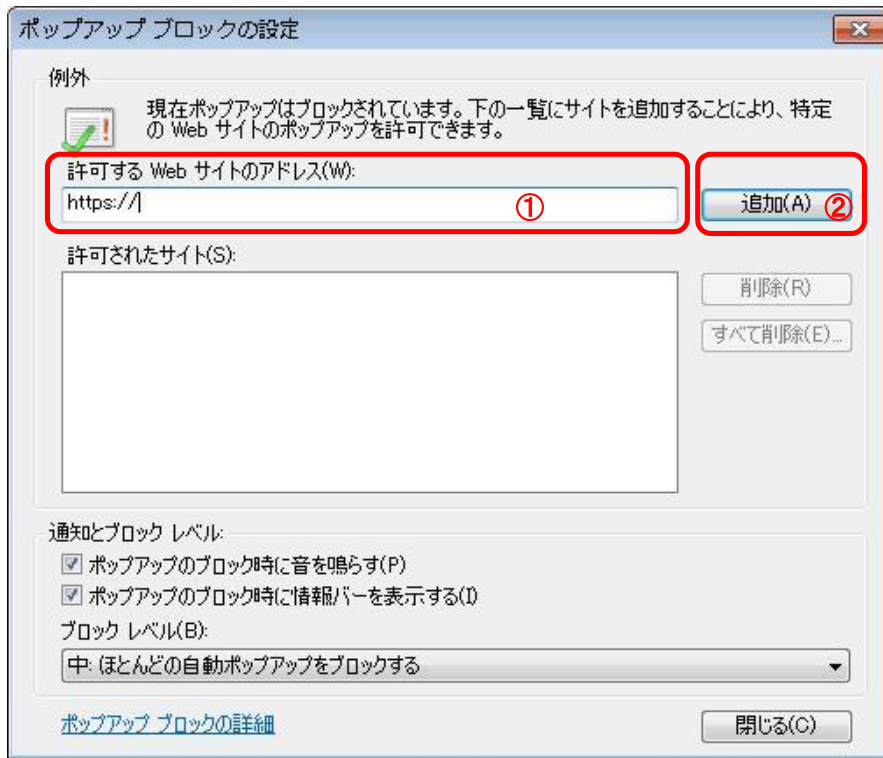 ポップアップ ブロックの設定
例外
現在ポップアップはブロックされています。下の一覧にサイトを追加することにより、特定
の Web サイトのポップアップを許可できます。
許可する Web サイトのアドレス(W):
https:// ① 追加(A) ②
許可されたサイト(S):
削除(R)
すべて削除(E)...
通知とブロック レベル:
ポップアップのブロック時に音を鳴らす(P)
ポップアップのブロック時に情報バーを表示する(I)
ブロック レベル(B):
中: ほとんどの自動ポップアップをブロックする
ポップアップ ブロックの詳細 閉じる(C)